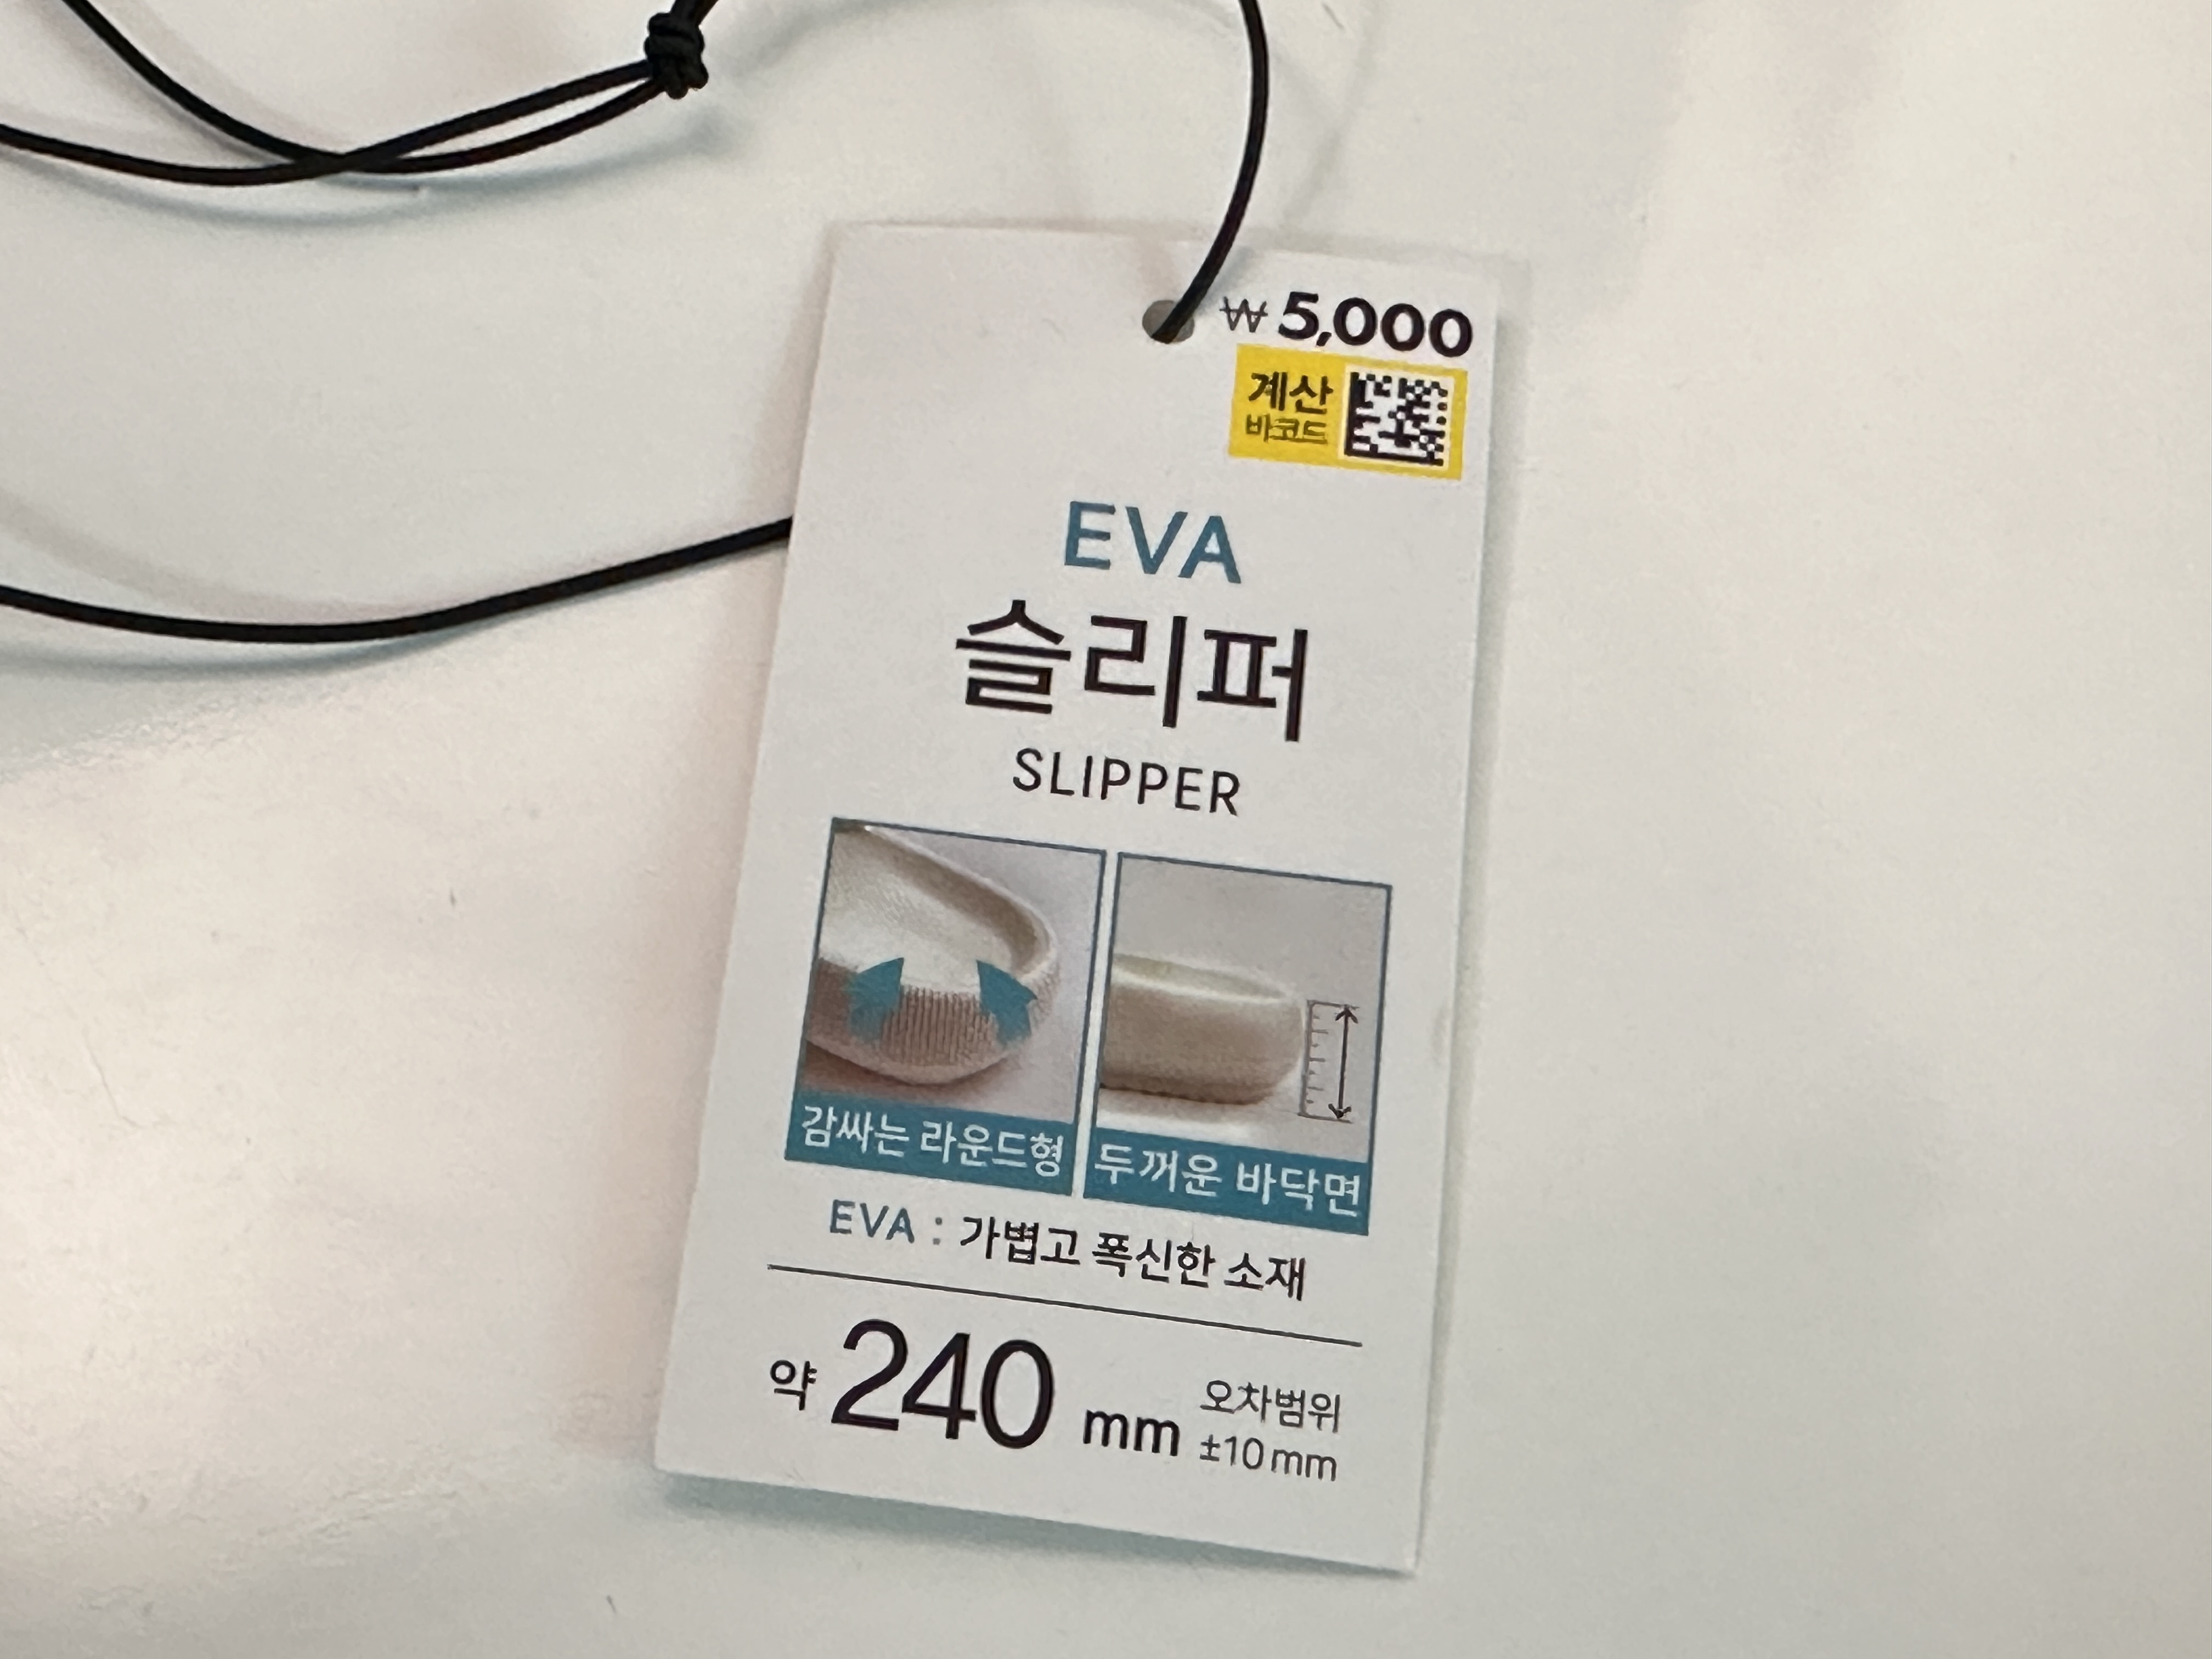 ₩5,000
계산
바코드
EVA
슬리퍼
SLIPPER
감싸는 라운드형
두꺼운 바닥면
EVA : 가볍고 폭신한 소재
약 240 mm 오차범위
±10mm